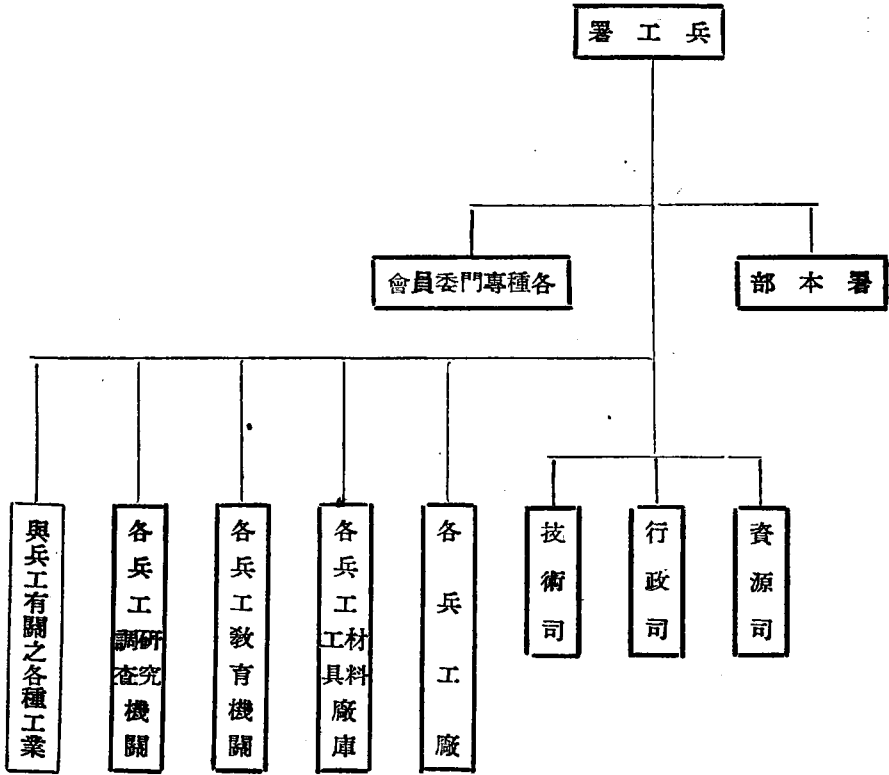 兵工署
署本部
各種專門委員會
資源司
行政司
技術司
各兵工廠
各兵工材料工具廠庫
各兵工教育機關
各兵工研究調查機關
與兵工有關之各種工業